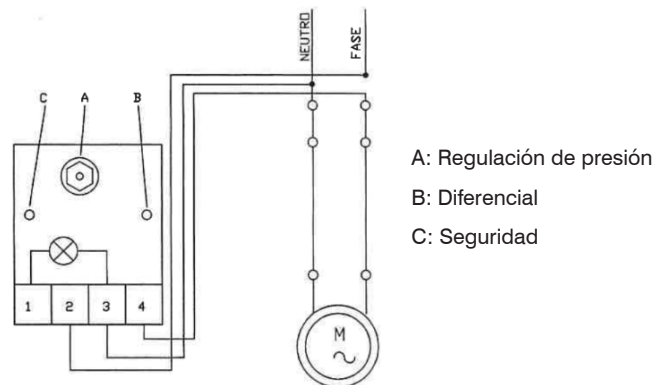 NEUTRO
FASE
C
A
B
A: Regulación de presión
B: Diferencial
C: Seguridad
1
2
3
4
M